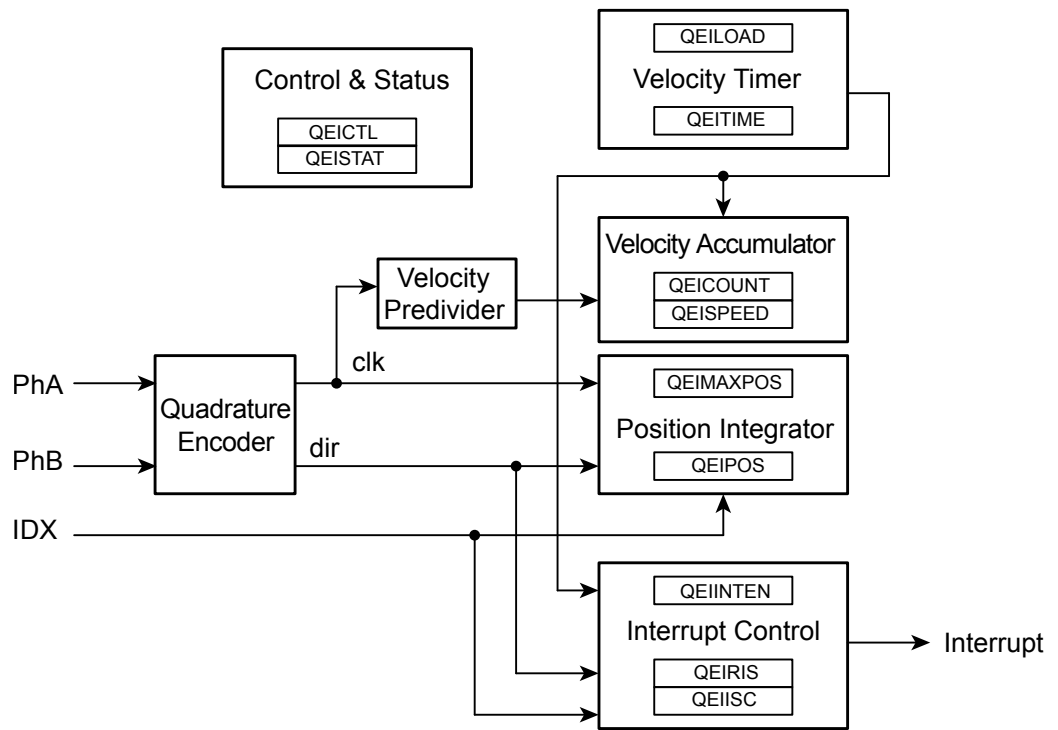 QEILOAD
Velocity Timer
QEITIME
Control & Status
QEICTL
QEISTAT
Velocity Accumulator
QEICOUNT
QEISPEED
Velocity
Predivider
clk
PhA
Quadrature
Encoder
PhB
dir
QEIMAXPOS
Position Integrator
QEIPOS
IDX
QEIINTEN
Interrupt Control
QEIRIS
QEIISC
Interrupt